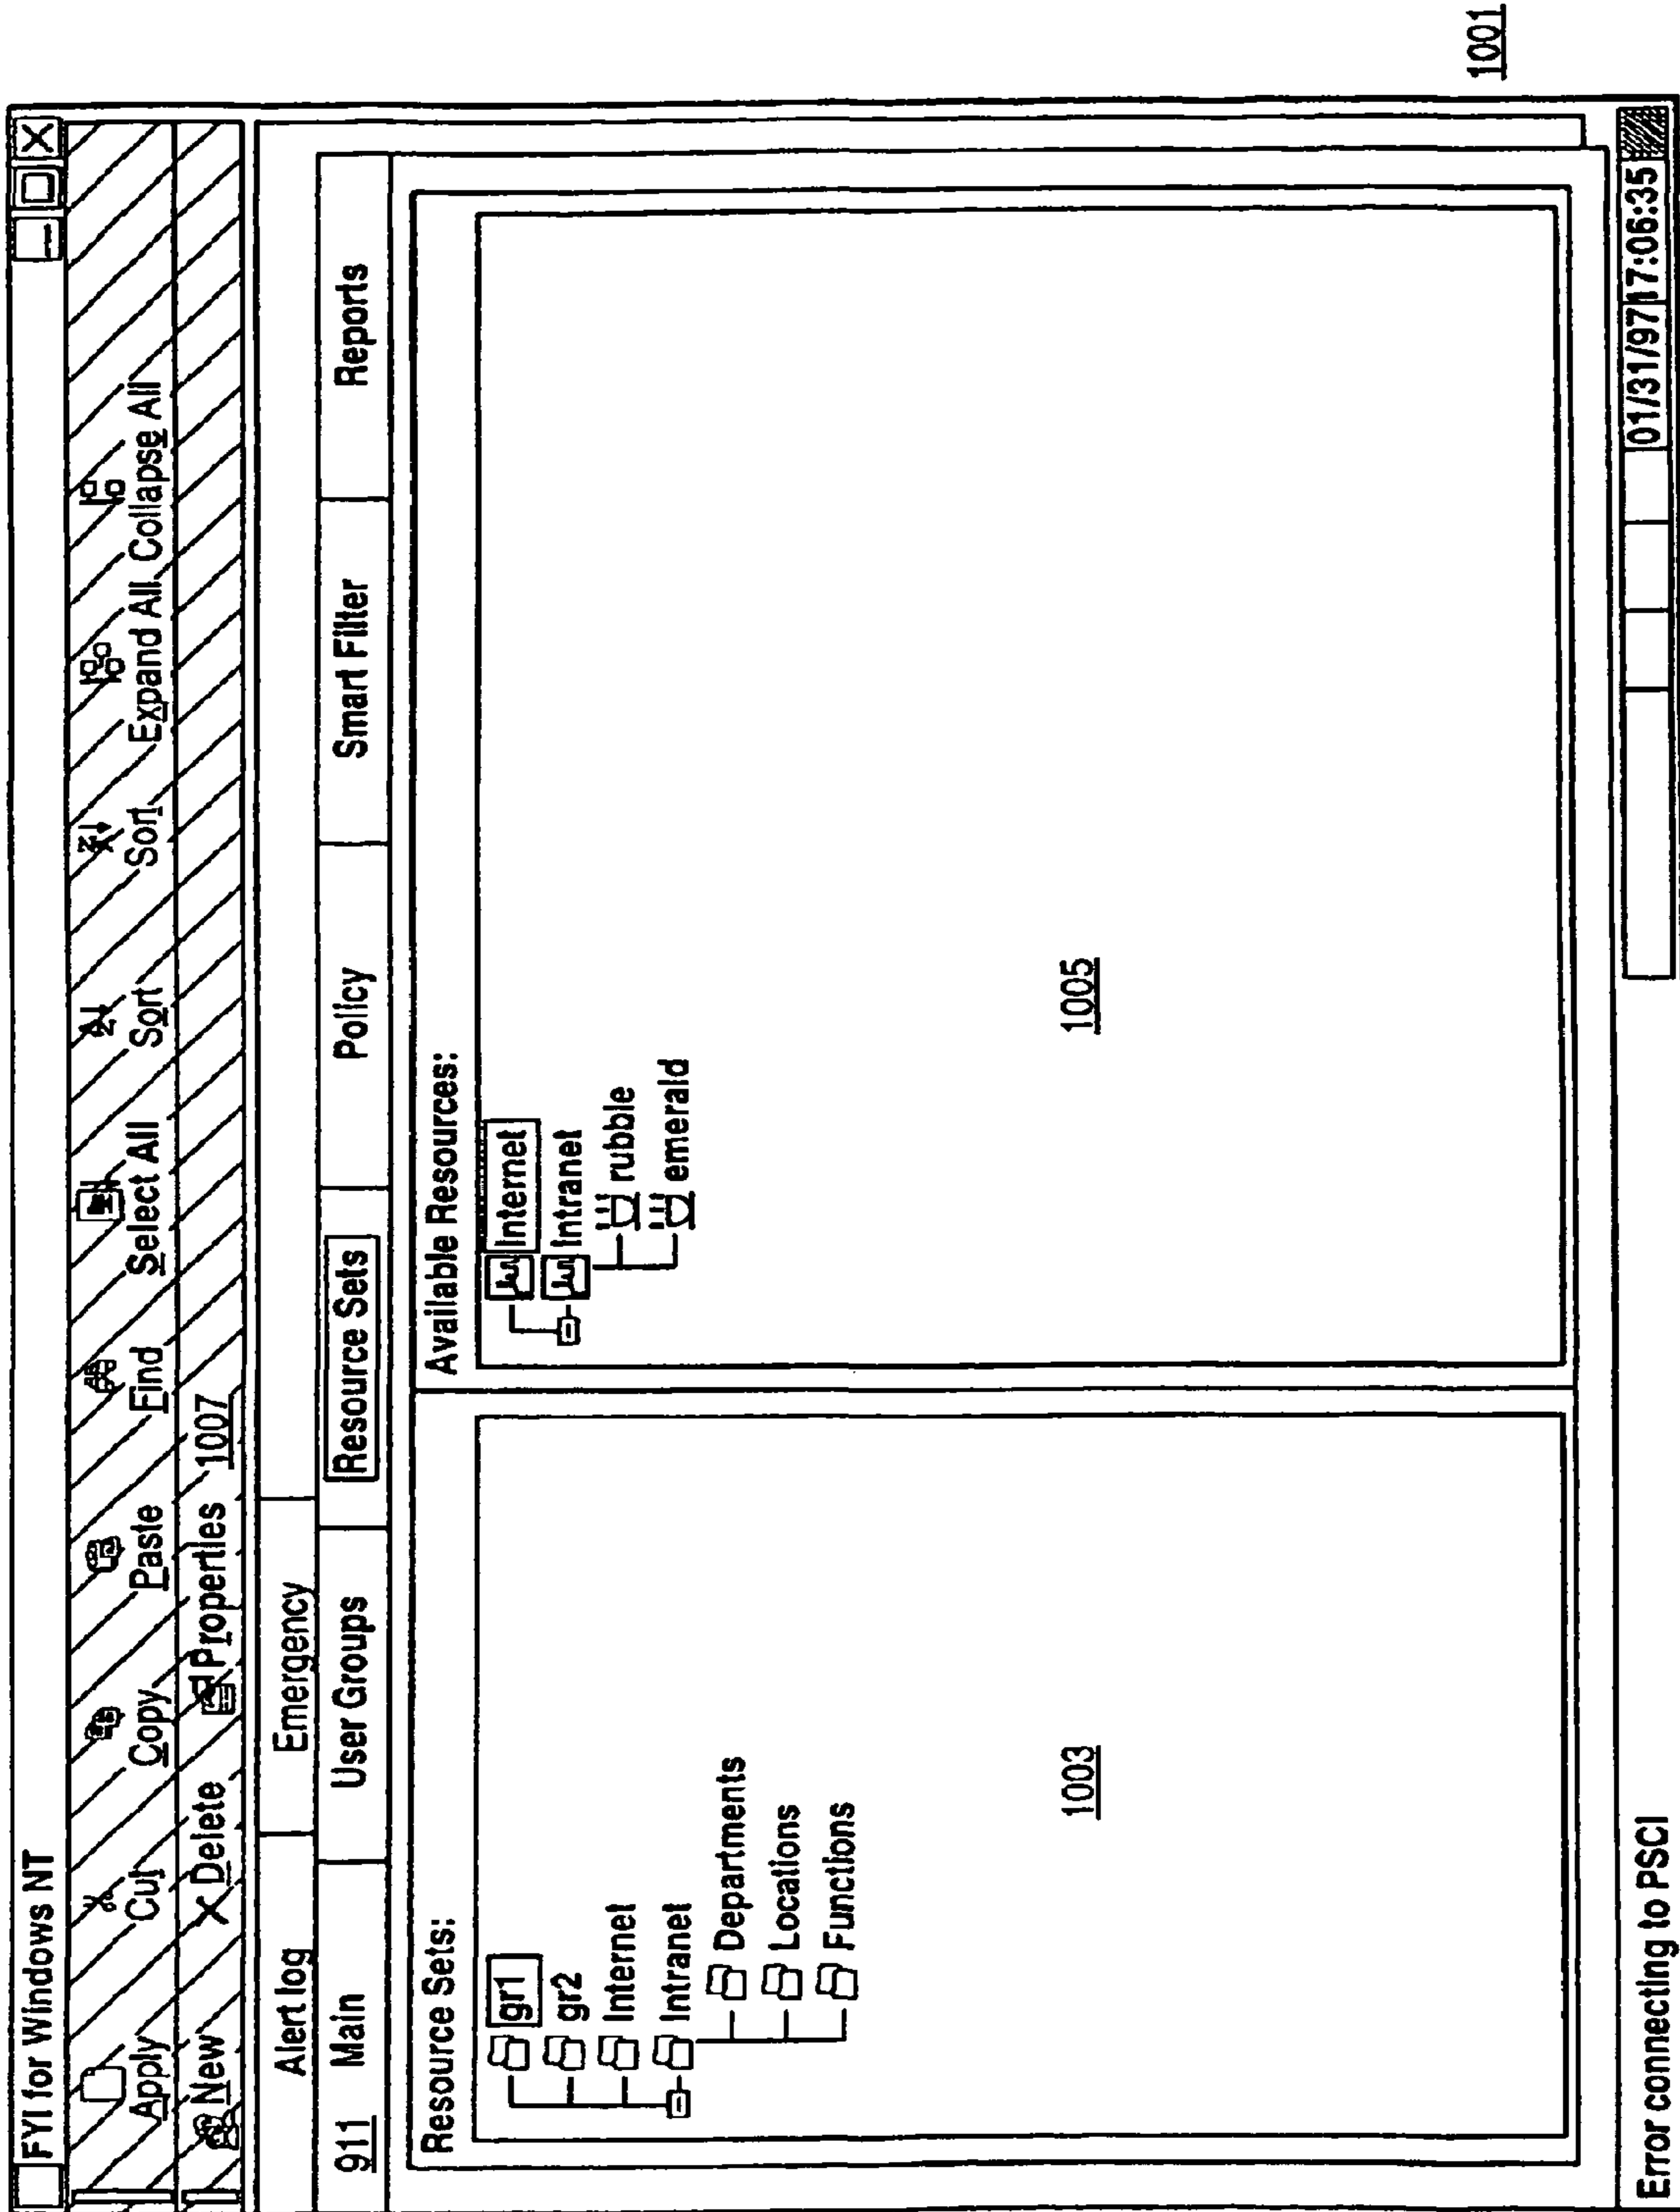 FYI for Windows NT
Apply Cut Copy Paste Find Select All Sort Sort Expand All Collapse All
New Delete Properties 1007
Alert log Emergency
911 Main User Groups Resource Sets Policy Smart Filter Reports
Resource Sets:
gr1
gr2
Internet
Intranet
Departments
Locations
Functions
1003
Available Resources:
Internet
Intranet
rubble
emerald
1005
Error connecting to PSCI 01/31/97 17:06:35
1001